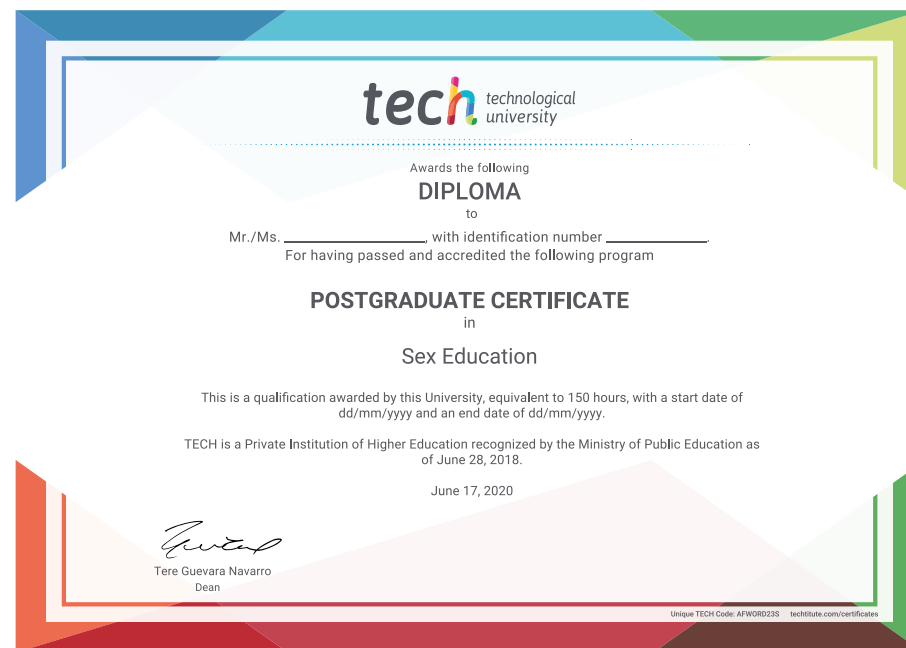 tech technological
university
Awards the following
DIPLOMA
to
Mr./Ms. ____________________, with identification number ______________.
For having passed and accredited the following program
POSTGRADUATE CERTIFICATE
in
Sex Education
This is a qualification awarded by this University, equivalent to 150 hours, with a start date of
dd/mm/yyyy and an end date of dd/mm/yyyy.
TECH is a Private Institution of Higher Education recognized by the Ministry of Public Education as
of June 28, 2018.
June 17, 2020
Tere Guevara Navarro
Dean
Unique TECH Code: AFWORD23S techtitute.com/certificates